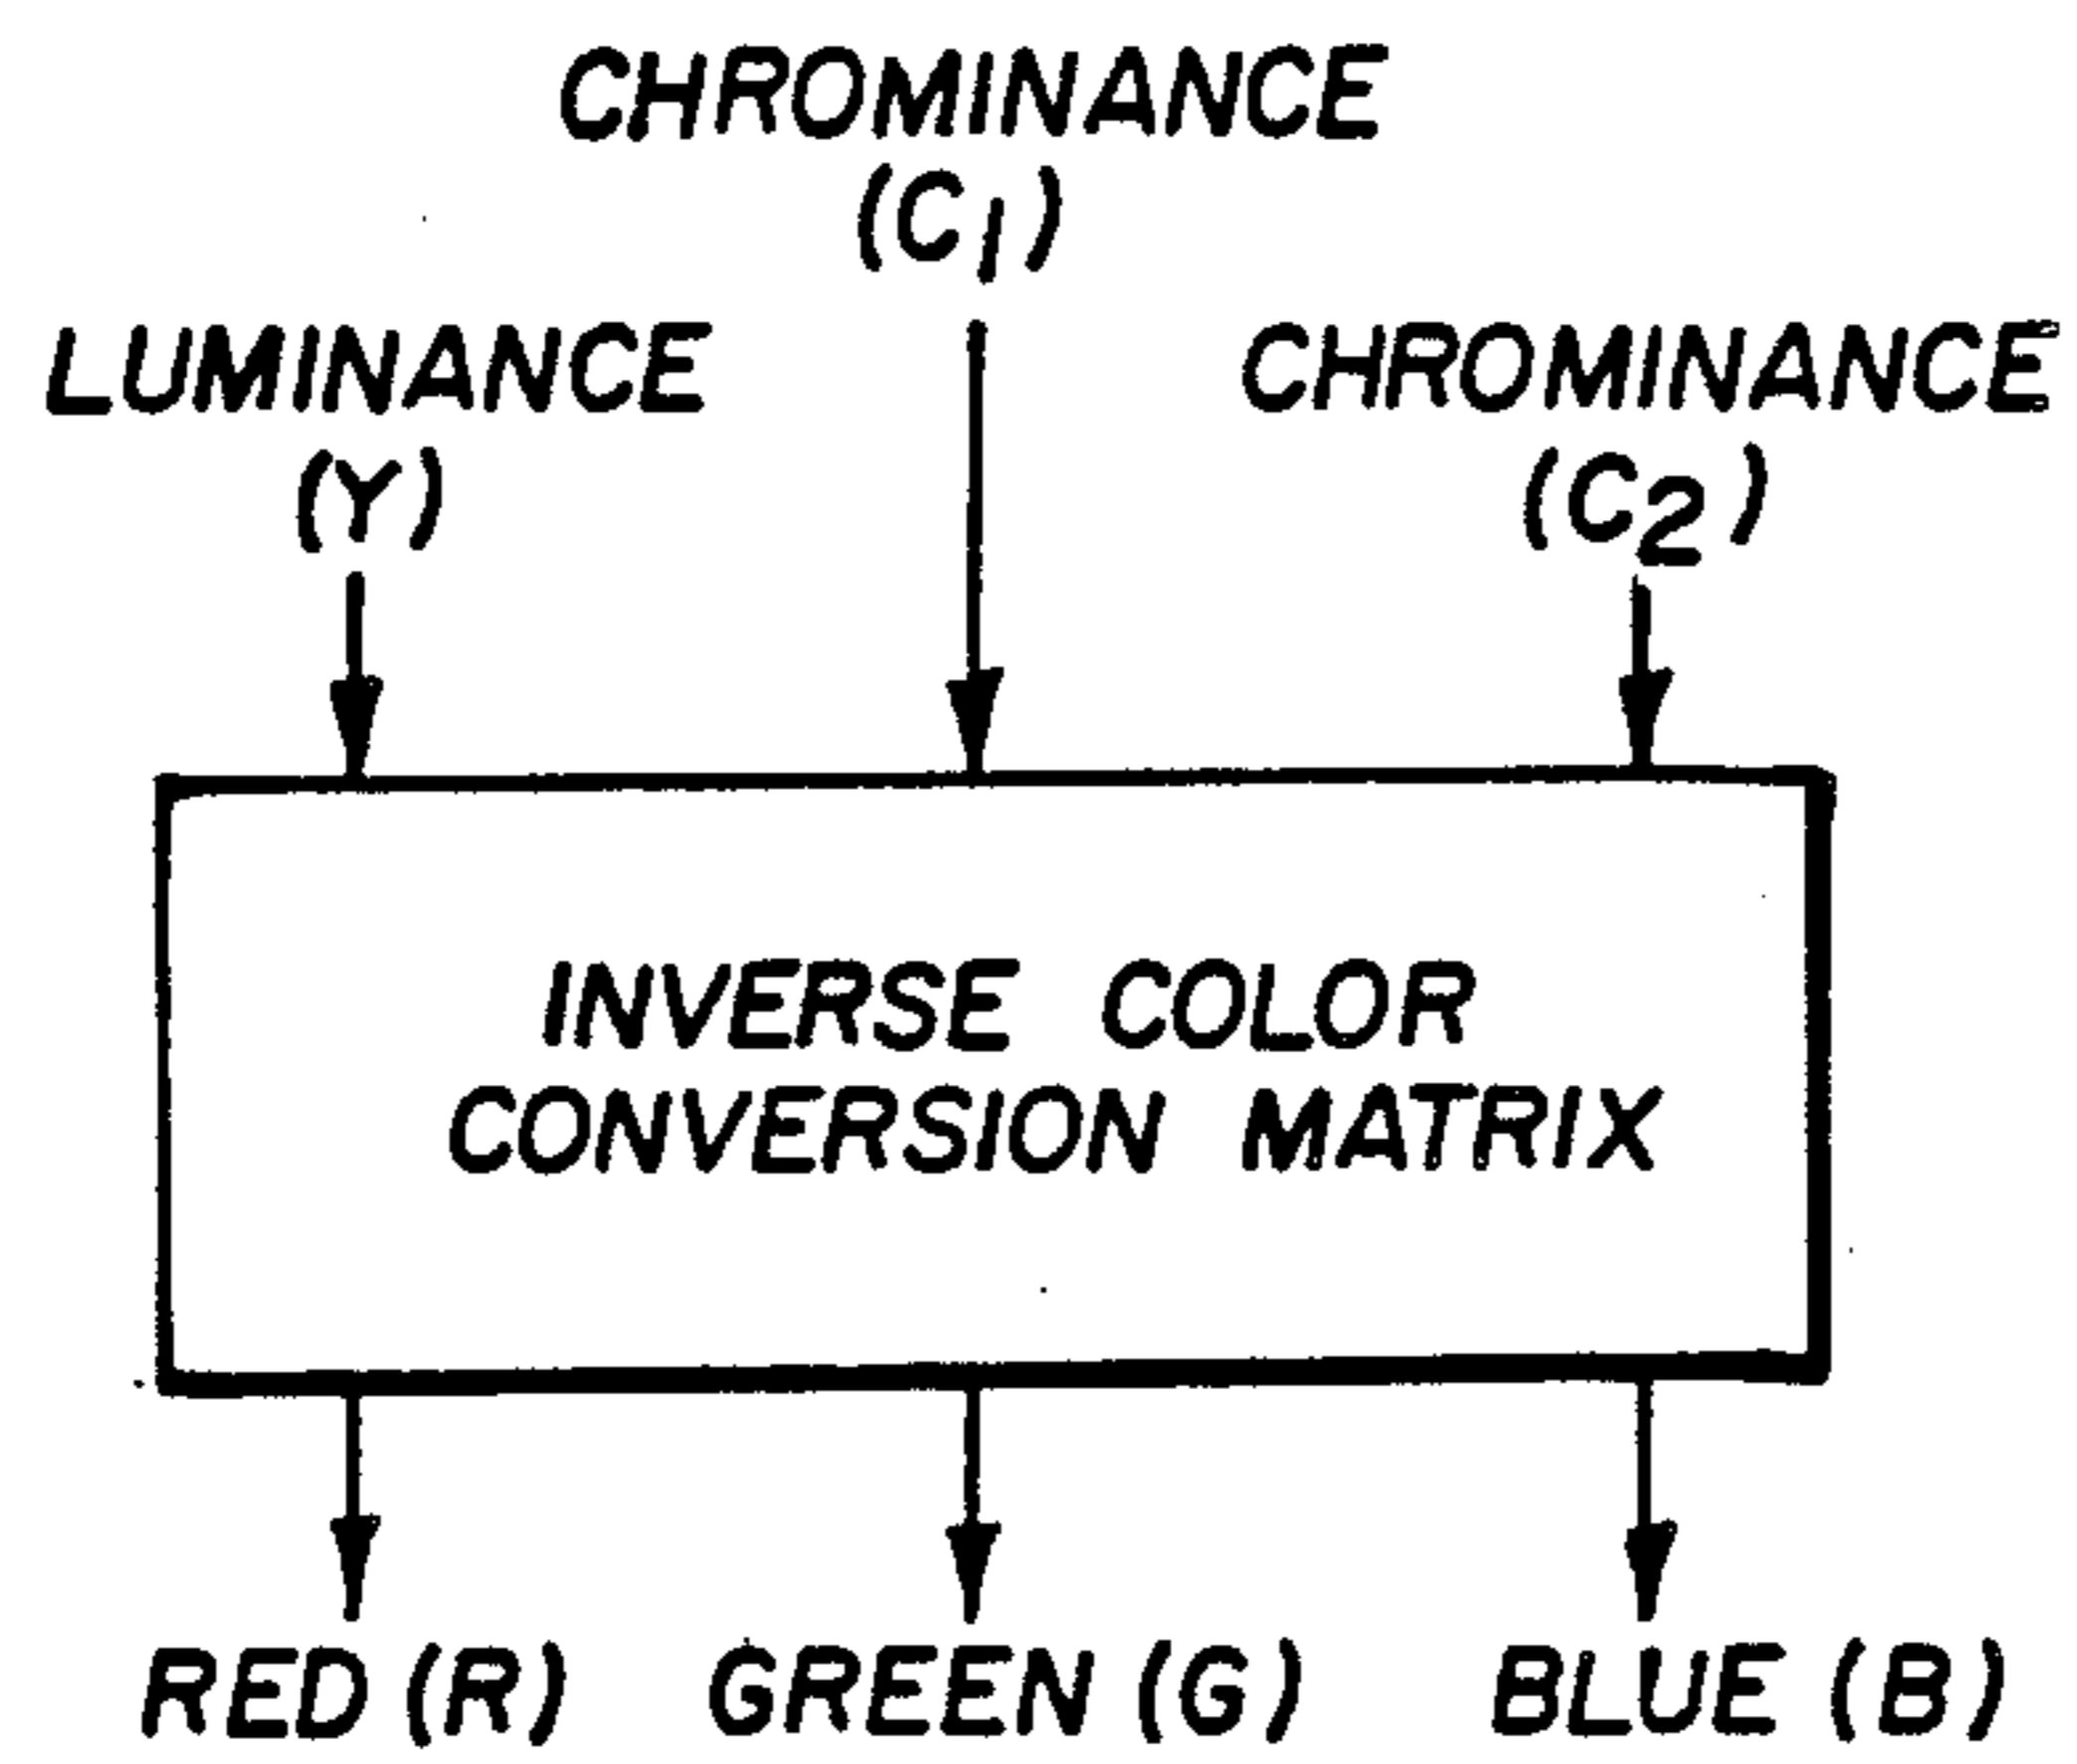 CHROMINANCE
(C1)
LUMINANCE
(Y)
CHROMINANCE
(C2)
INVERSE COLOR
CONVERSION MATRIX
RED (R)
GREEN (G)
BLUE (B)